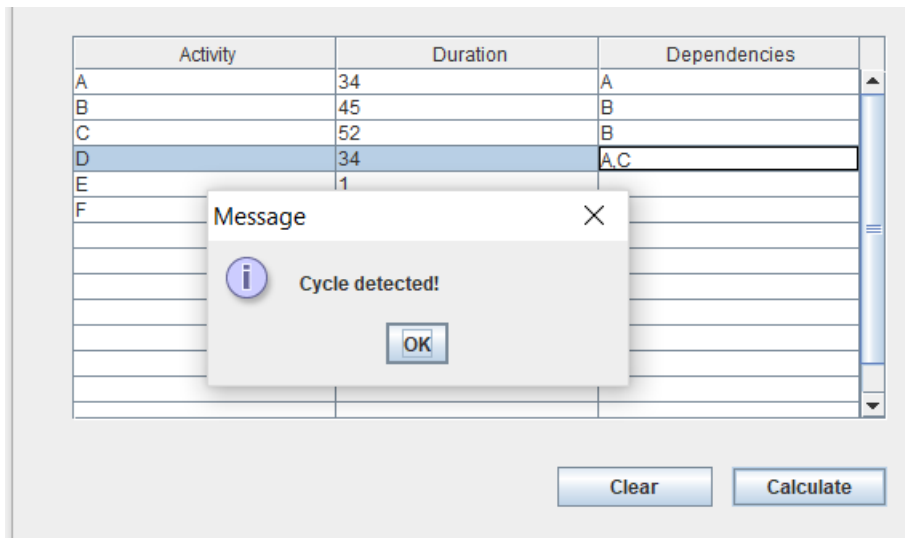 Activity Duration Dependencies
A 34 A
B 45 B
C 52 B
D 34 A,C
E 1
F
Message
Cycle detected!
OK
Clear Calculate